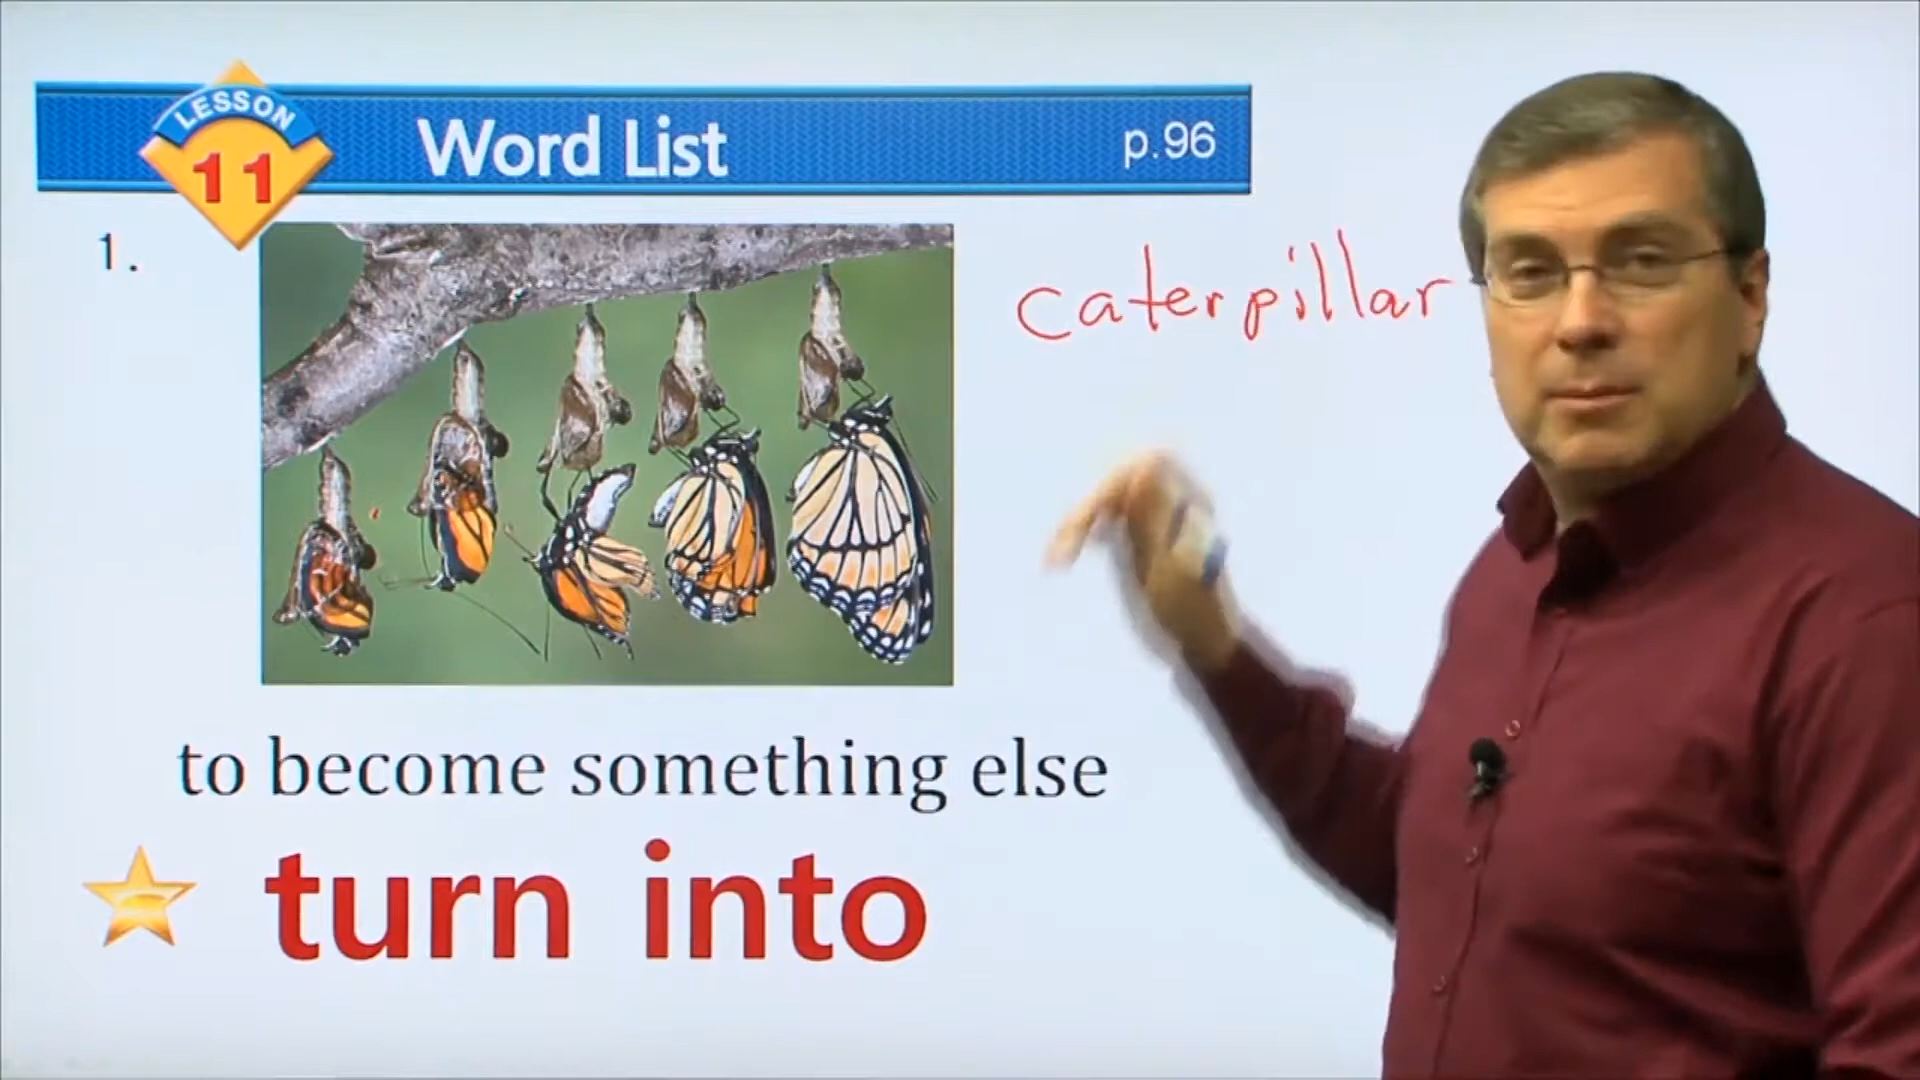 LESSON
11
Word List
p.96
1.
caterpillar
to become something else
turn into